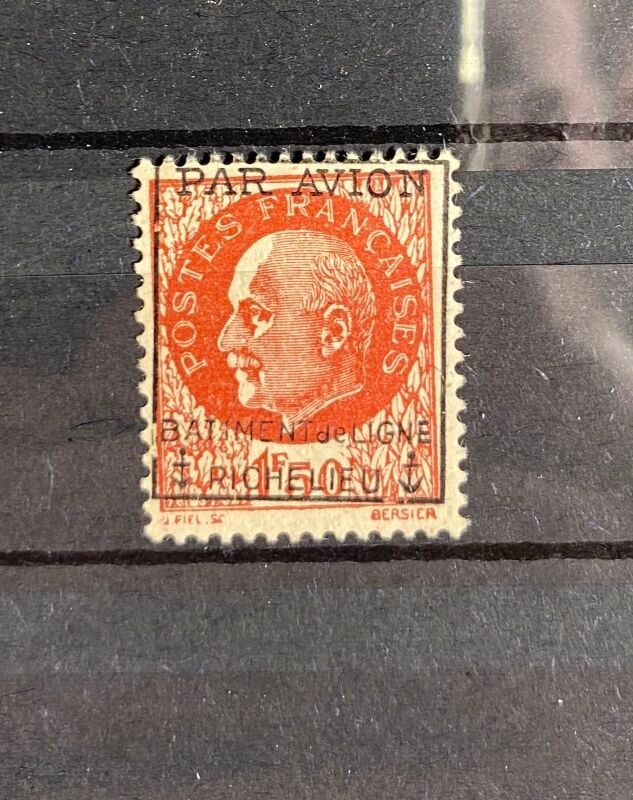 PAR AVION
POSTES FRANÇAISES
BATIMENT de LIGNE
RICHELIEU
1F50
J. PIEL. SC
BERSIER